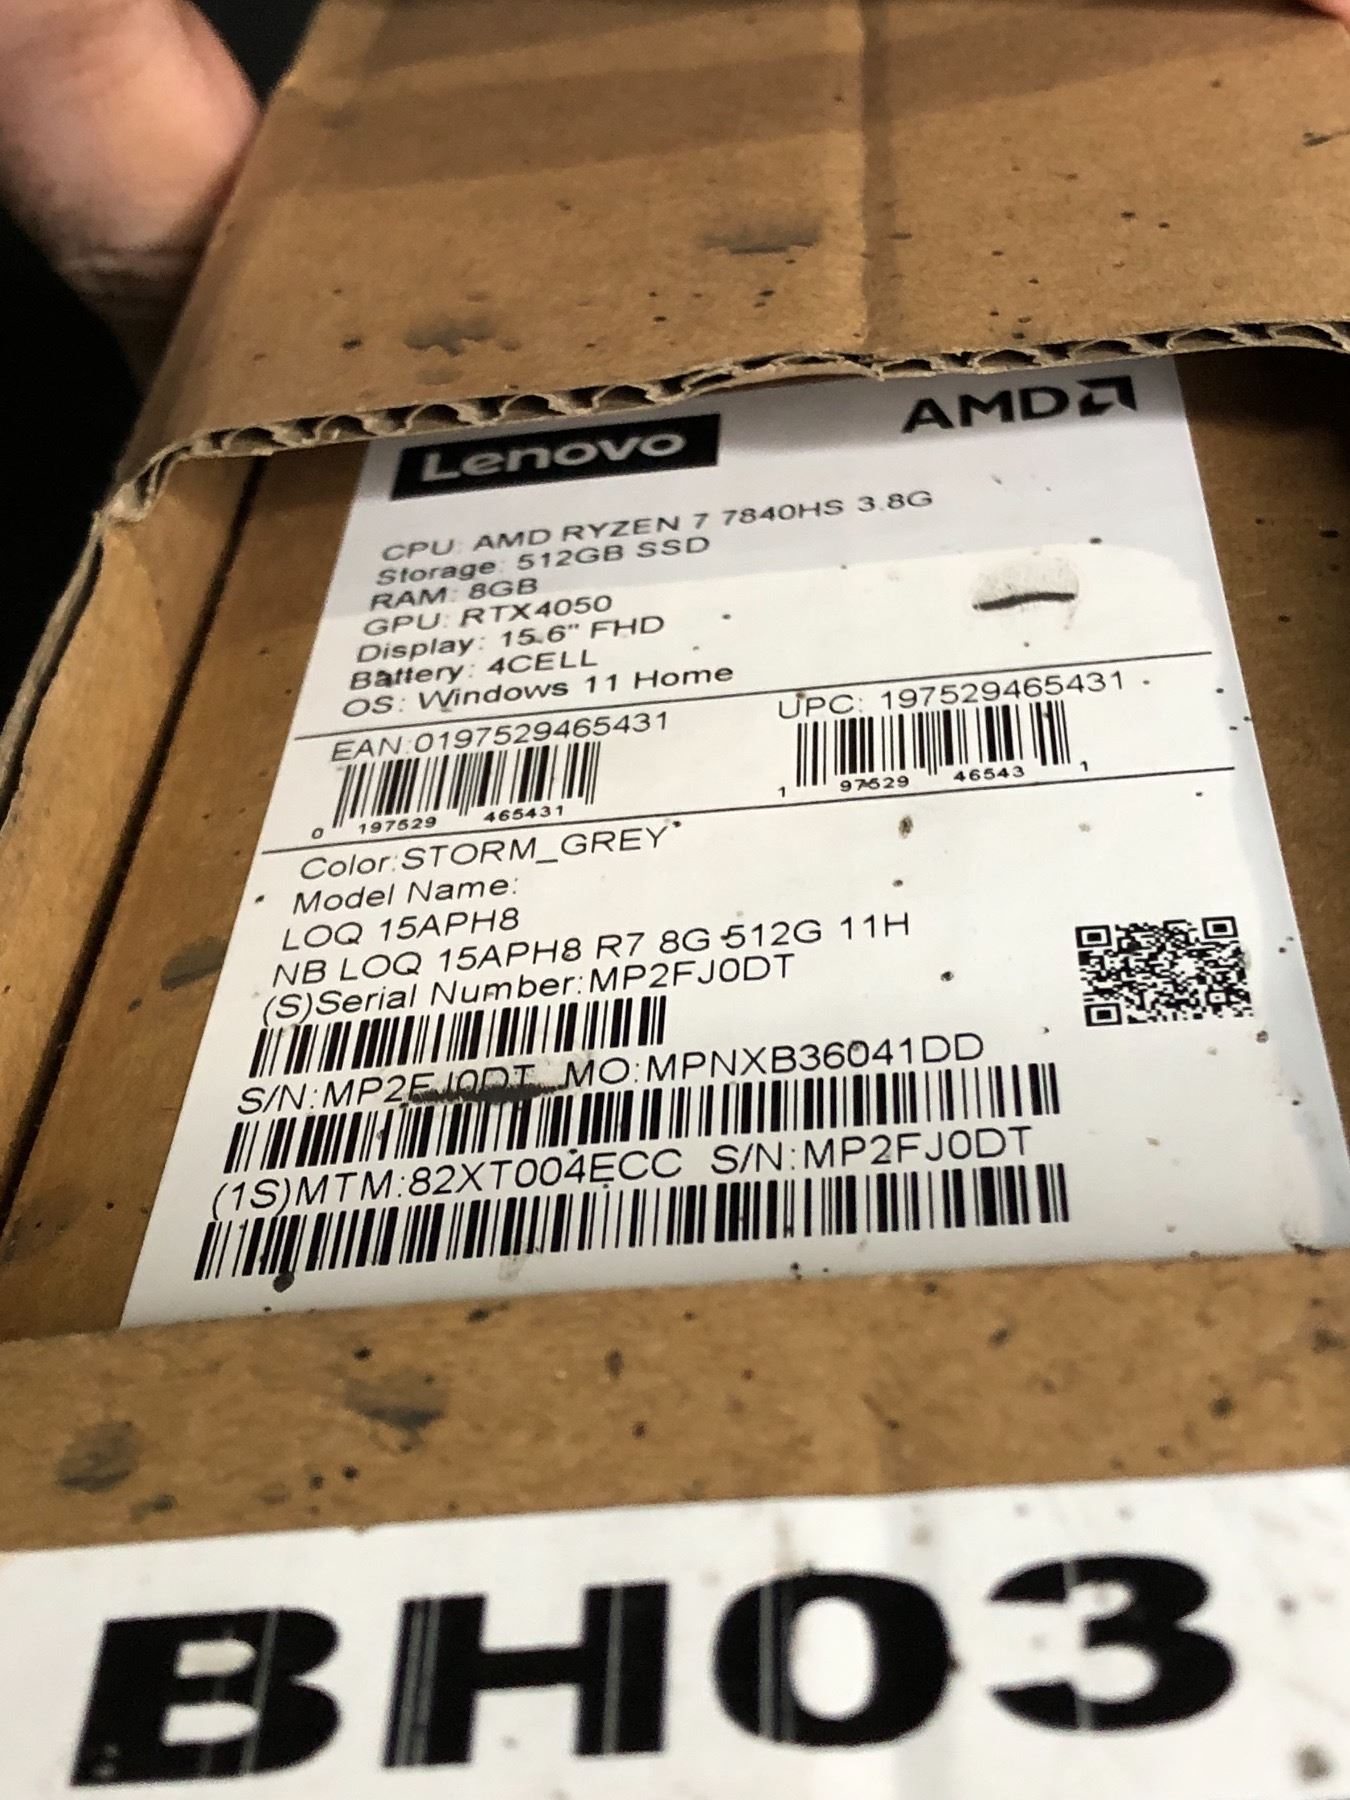 Lenovo
AMD
CPU: AMD RYZEN 7 7840HS 3.8G
Storage: 512GB SSD
RAM: 8GB
GPU: RTX4050
Display: 15.6" FHD
Battery: 4CELL
OS: Windows 11 Home
EAN:0197529465431
UPC: 197529465431
0 197529 465431
1 97529 46543 1
Color:STORM_GREY
Model Name:
LOQ 15APH8
NB LOQ 15APH8 R7 8G 512G 11H
(S)Serial Number:MP2FJ0DT
S/N:MP2FJ0DT MO:MPNXB36041DD
(1S)MTM:82XT004ECC S/N:MP2FJ0DT
BH03